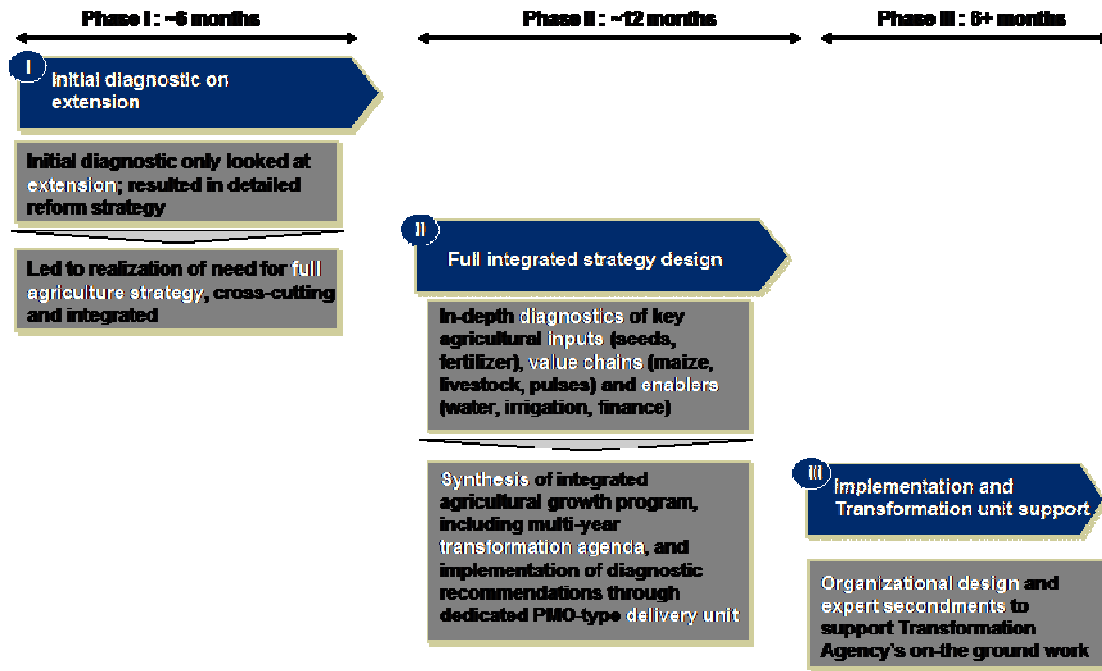 Phase I : ~6 months
Phase II : ~12 months
Phase III : 6+ months
I
Initial diagnostic on
extension
Initial diagnostic only looked at
extension; resulted in detailed
reform strategy
Led to realization of need for full
agriculture strategy, cross-cutting
and integrated
II
Full integrated strategy design
In-depth diagnostics of key
agricultural inputs (seeds,
fertilizer), value chains (maize,
livestock, pulses) and enablers
(water, irrigation, finance)
Synthesis of integrated
agricultural growth program,
including multi-year
transformation agenda, and
implementation of diagnostic
recommendations through
dedicated PMO-type delivery unit
III
Implementation and
Transformation unit support
Organizational design and
expert secondments to
support Transformation
Agency's on-the ground work